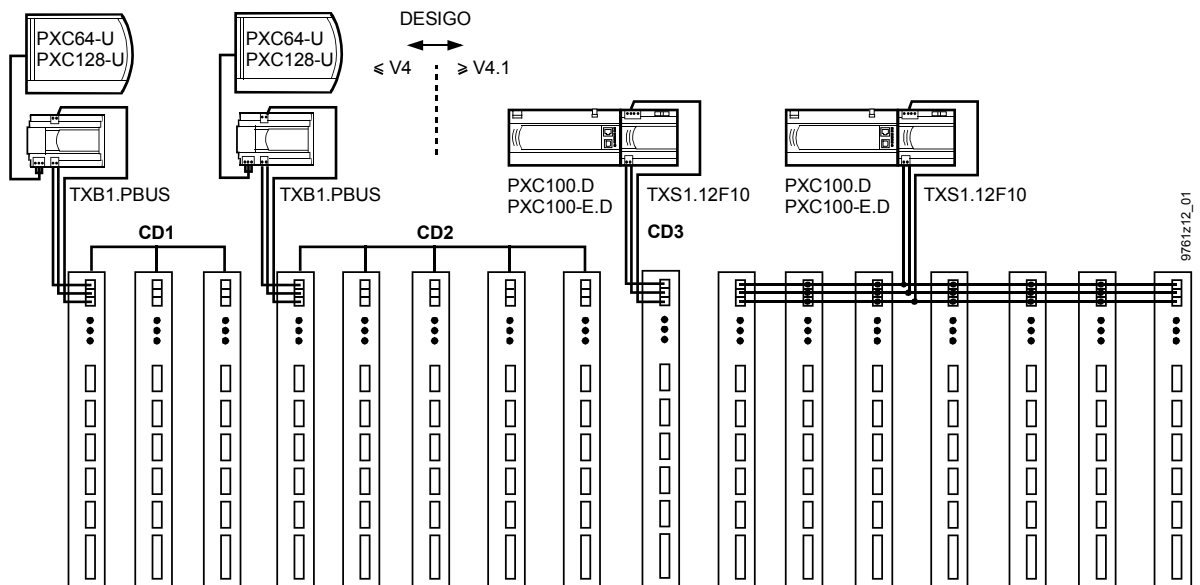 DESIGO
PXC64-U
PXC128-U
PXC64-U
PXC128-U
⩽ V4
⩾ V4.1
TXB1.PBUS
TXB1.PBUS
PXC100.D
PXC100-E.D
TXS1.12F10
PXC100.D
PXC100-E.D
TXS1.12F10
CD1
CD2
CD3
9761z12_01